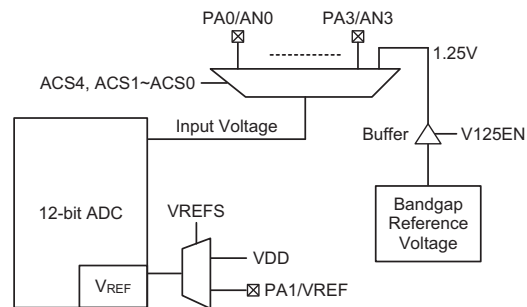 PA0/AN0
PA3/AN3
1.25V
ACS4, ACS1~ACS0
Input Voltage
Buffer
V125EN
12-bit ADC
Bandgap
Reference
Voltage
VREFS
VDD
VREF
PA1/VREF